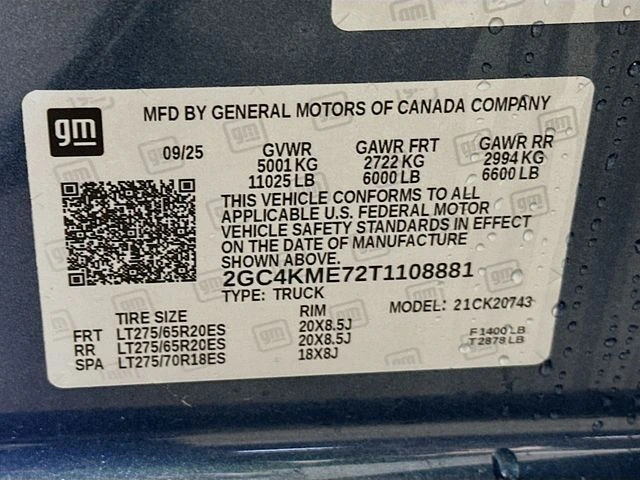 gm
MFD BY GENERAL MOTORS OF CANADA COMPANY
09/25 GVWR GAWR FRT GAWR RR
5001 KG 2722 KG 2994 KG
11025 LB 6000 LB 6600 LB
THIS VEHICLE CONFORMS TO ALL
APPLICABLE U.S. FEDERAL MOTOR
VEHICLE SAFETY STANDARDS IN EFFECT
ON THE DATE OF MANUFACTURE
2GC4KME72T1108881
TYPE: TRUCK MODEL: 21CK20743
TIRE SIZE RIM
FRT LT275/65R20ES 20X8.5J F 1400 LB
RR LT275/65R20ES 20X8.5J T 2878 LB
SPA LT275/70R18ES 18X8J